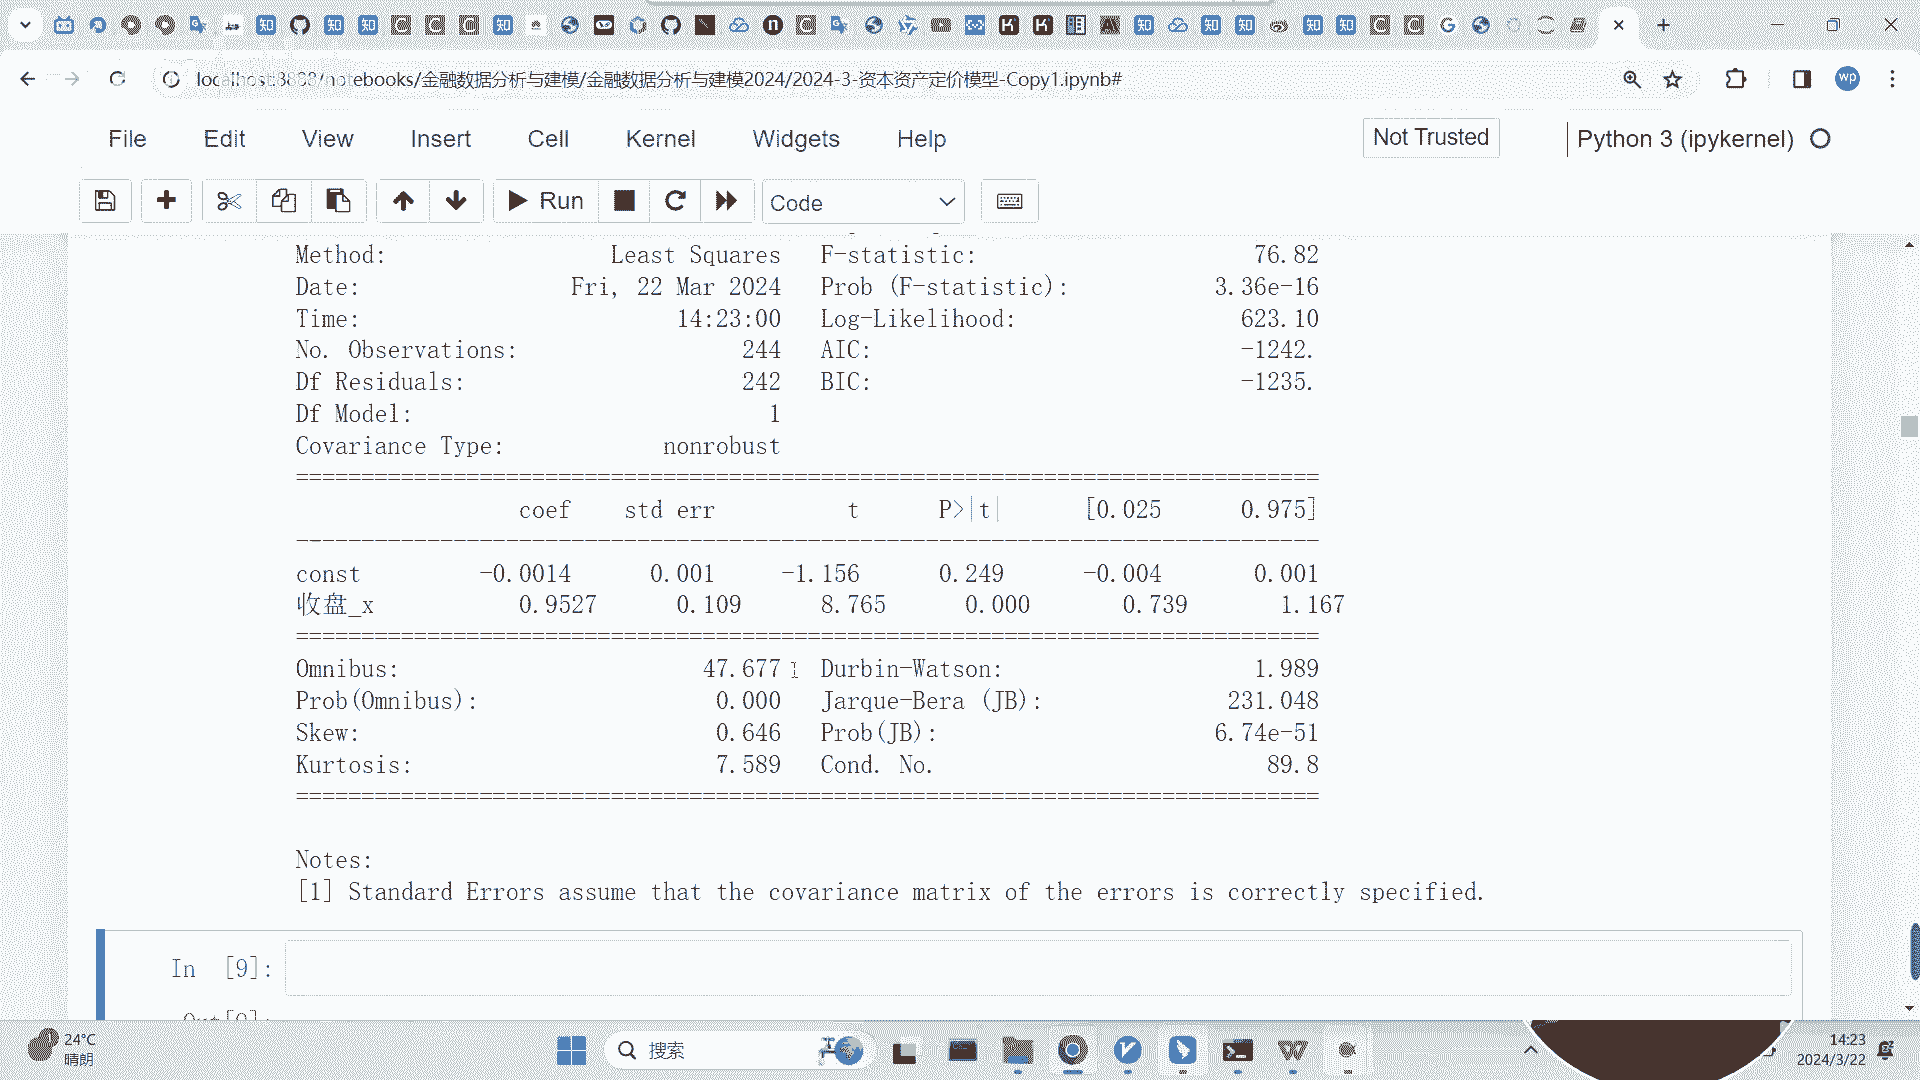 localhost:8888/notebooks/金融数据分析与建模/金融数据分析与建模2024/2024-3-资本资产定价模型-Copy1.ipynb#
wp
File Edit View Insert Cell Kernel Widgets Help Not Trusted Python 3 (ipykernel)
Run Code
Method: Least Squares F-statistic: 76.82
Date: Fri, 22 Mar 2024 Prob (F-statistic): 3.36e-16
Time: 14:23:00 Log-Likelihood: 623.10
No. Observations: 244 AIC: -1242.
Df Residuals: 242 BIC: -1235.
Df Model: 1
Covariance Type: nonrobust
==============================================================================
coef std err t P>|t| [0.025 0.975]
------------------------------------------------------------------------------
const -0.0014 0.001 -1.156 0.249 -0.004 0.001
收盘_x 0.9527 0.109 8.765 0.000 0.739 1.167
==============================================================================
Omnibus: 47.677 Durbin-Watson: 1.989
Prob(Omnibus): 0.000 Jarque-Bera (JB): 231.048
Skew: 0.646 Prob(JB): 6.74e-51
Kurtosis: 7.589 Cond. No. 89.8
==============================================================================
Notes:
[1] Standard Errors assume that the covariance matrix of the errors is correctly specified.
In [9]:
Out[9]:
24°C
晴朗
搜索
14:23
2024/3/22